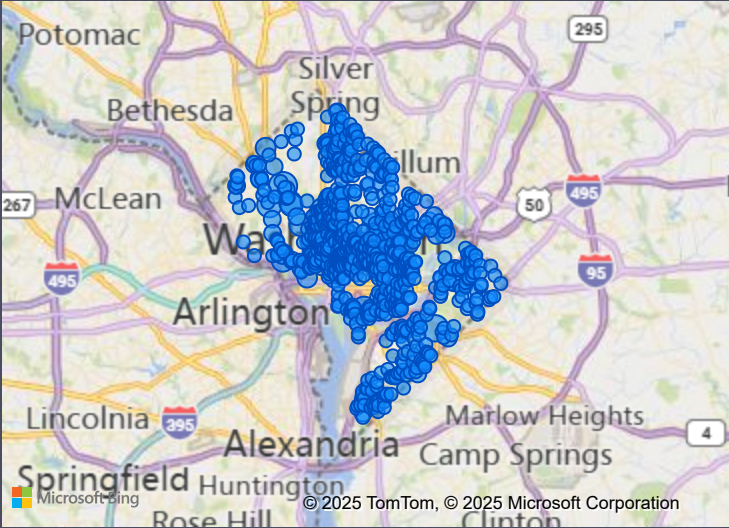 Potomac
295
Silver
Spring
Bethesda
illum
McLean
267
50
495
Wa
n
495
95
Arlington
Lincolnia
395
Marlow Heights
4
Alexandria
Camp Springs
Springfield
Huntington
Microsoft Bing
© 2025 TomTom, © 2025 Microsoft Corporation
Rose Hill
Clinton